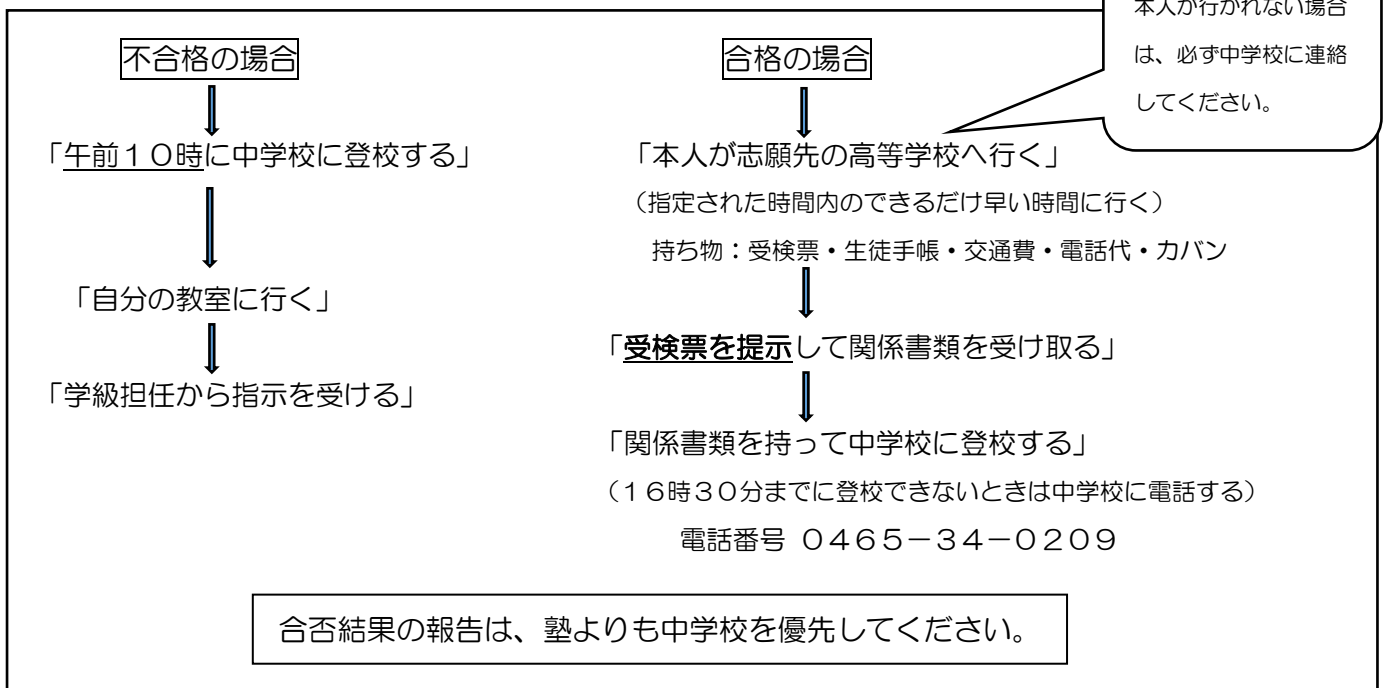 本人が行かれない場合
は、必ず中学校に連絡
してください。
不合格の場合
「午前１０時に中学校に登校する」
「自分の教室に行く」
「学級担任から指示を受ける」
合格の場合
「本人が志願先の高等学校へ行く」
（指定された時間内のできるだけ早い時間に行く）
持ち物：受検票・生徒手帳・交通費・電話代・カバン
「受検票を提示して関係書類を受け取る」
「関係書類を持って中学校に登校する」
（１６時３０分までに登校できないときは中学校に電話する）
電話番号 ０４６５－３４－０２０９
合否結果の報告は、塾よりも中学校を優先してください。